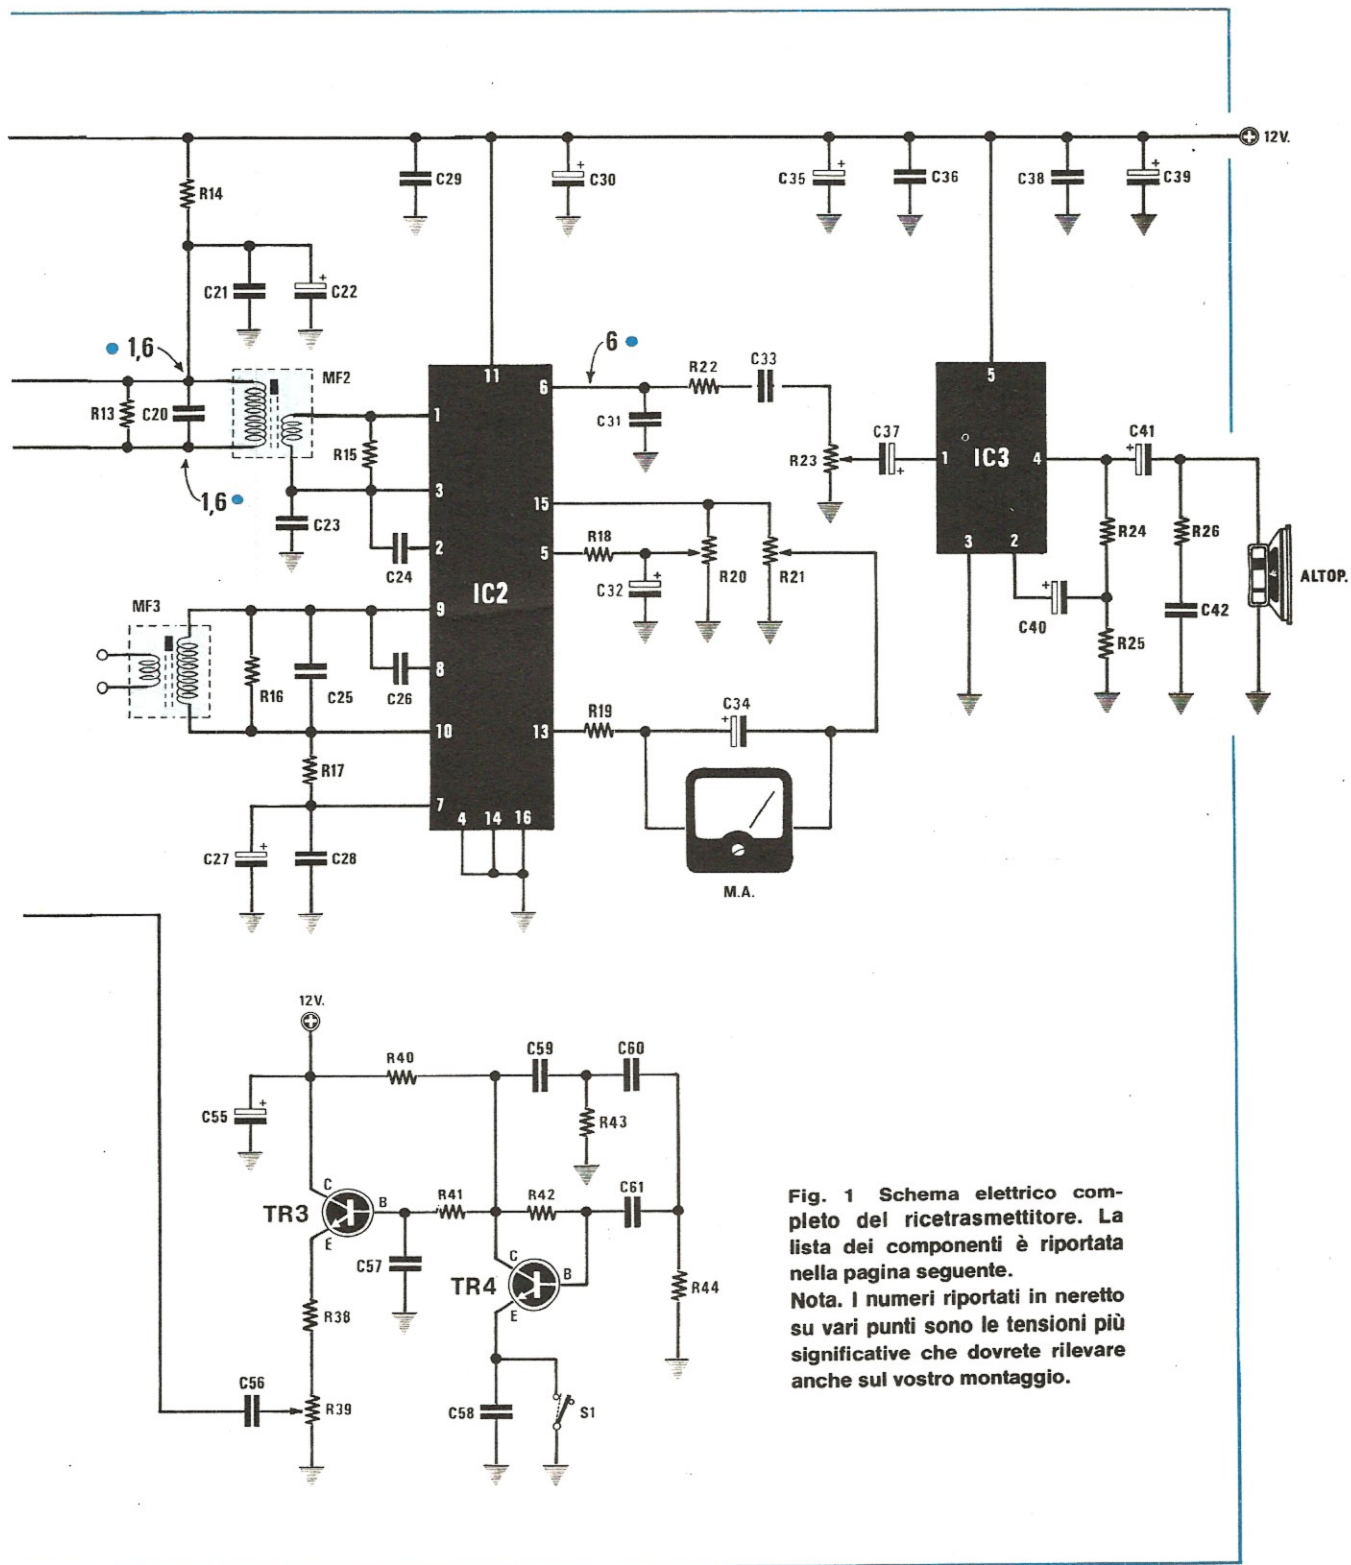 12V.
R14
C29
+
C30
+
C35
C36
C38
+
C39
C21
+
C22
1,6
6
MF2
R13
C20
R15
1,6
C23
C24
11
1
3
2
9
8
10
7
4
14
16
6
15
5
13
IC2
R22
C33
C31
R23
C37
+
5
1
IC3
4
3
2
+
C41
R24
R26
C40
+
R25
C42
ALTOP.
R18
C32
+
R20
R21
MF3
R16
C25
C26
R17
C27
+
C28
R19
+
C34
M.A.
12V.
R40
C59
C60
C55
+
R43
C
TR3
B
E
R41
R42
C61
C57
C
TR4
B
E
R44
R38
C56
R39
C58
S1
Fig. 1 Schema elettrico com-
pleto del ricetrasmettitore. La
lista dei componenti è riportata
nella pagina seguente.
Nota. I numeri riportati in neretto
su vari punti sono le tensioni più
significative che dovrete rilevare
anche sul vostro montaggio.